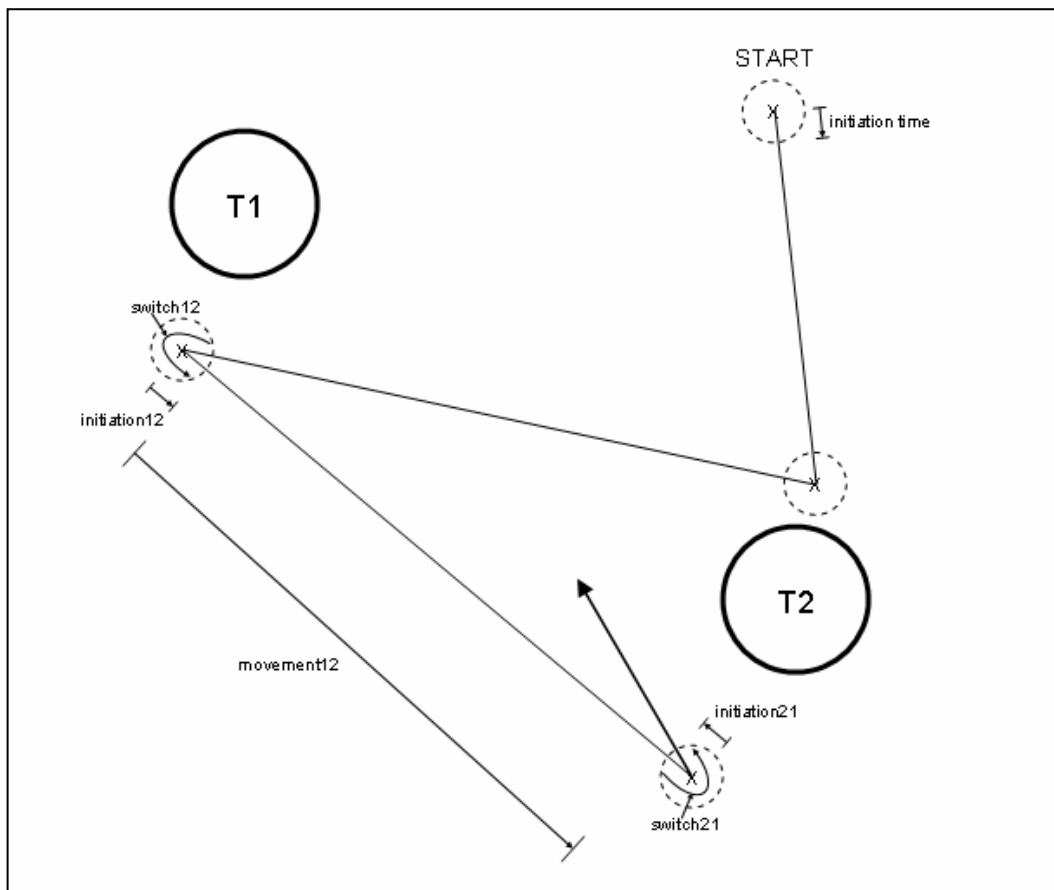 START
X
initiation time
T1
switch12
X
initiation12
X
T2
movement12
initiation21
X
switch21